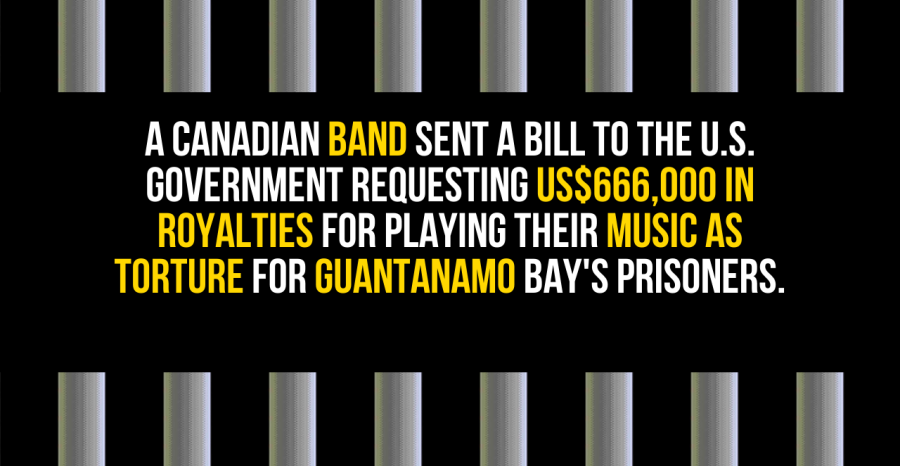 A CANADIAN BAND SENT A BILL TO THE U.S.
GOVERNMENT REQUESTING US$666,000 IN
ROYALTIES FOR PLAYING THEIR MUSIC AS
TORTURE FOR GUANTANAMO BAY'S PRISONERS.